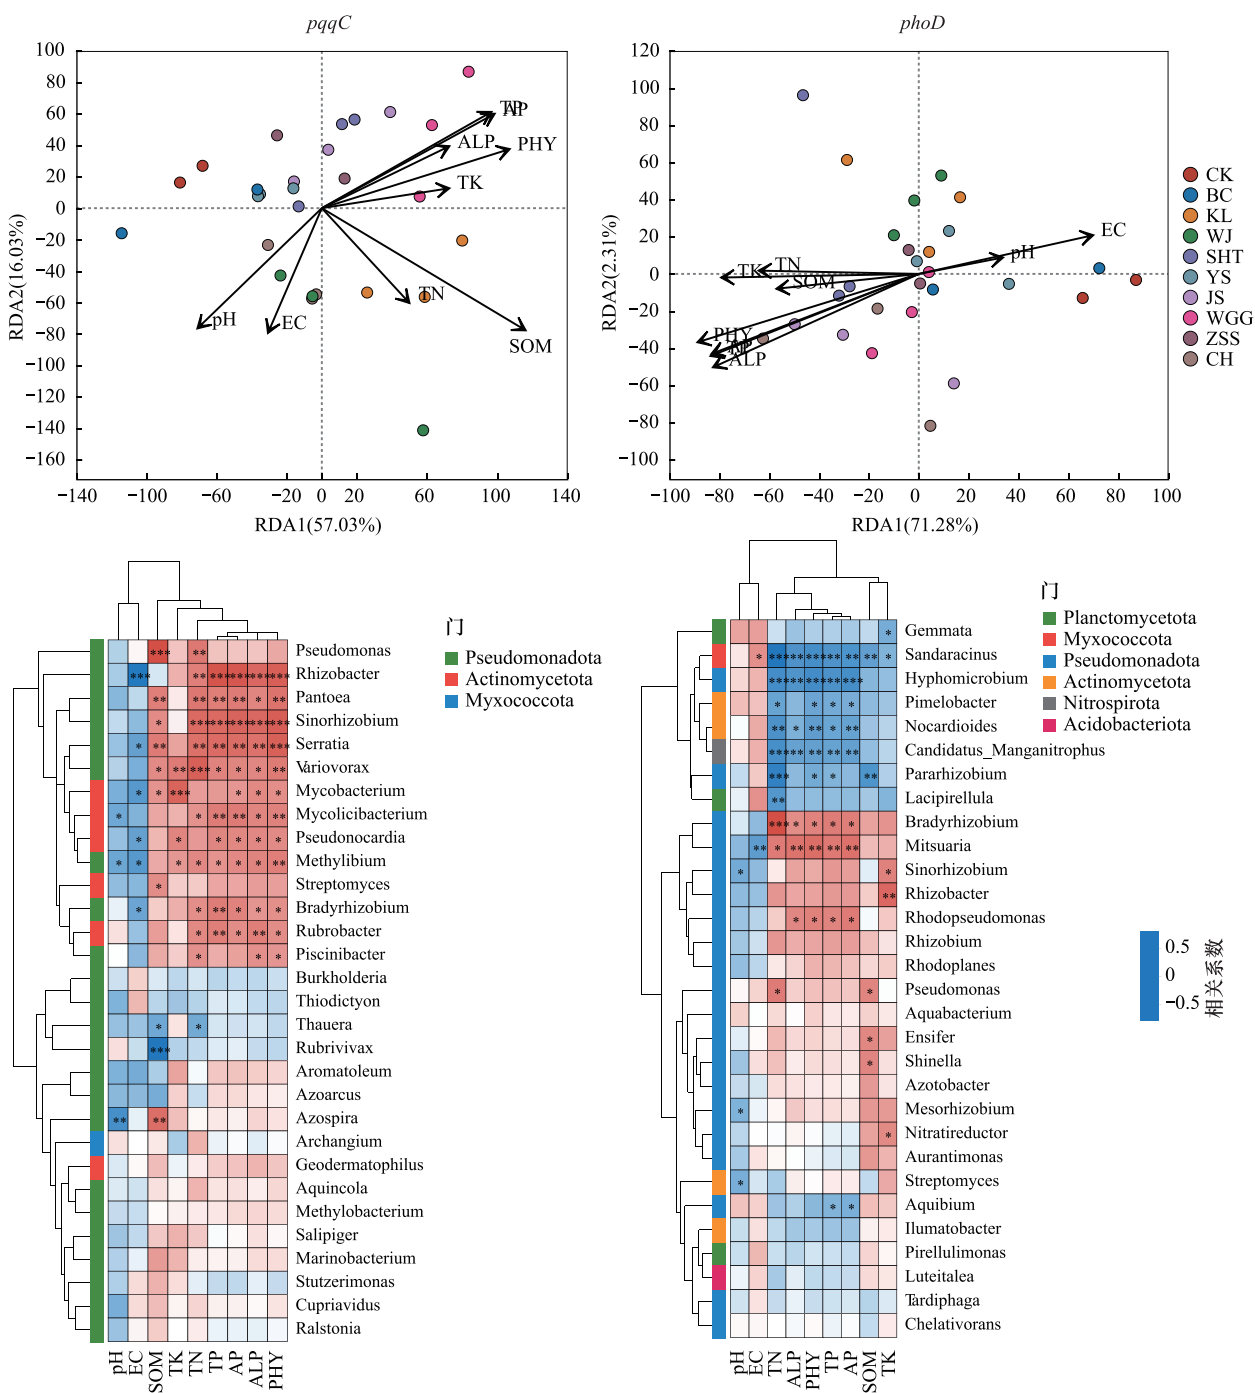 pqqC
100
80
60
40
20
0
−20
−40
−60
−80
−100
−120
−140
−160
RDA2(16.03%)
TP
AP
ALP
PHY
TK
TN
SOM
pH
EC
−140
−100
−60
−20
0
20
60
100
140
RDA1(57.03%)
phoD
120
100
80
60
40
20
0
−20
−40
−60
−80
−100
RDA2(2.31%)
EC
pH
TK
TN
SOM
PHY
AP
ALP
−100
−80
−60
−40
−20
0
20
40
60
80
100
RDA1(71.28%)
CK
BC
KL
WJ
SHT
YS
JS
WGG
ZSS
CH
门
Pseudomonadota
Actinomycetota
Myxococcota
Pseudomonas
Rhizobacter
Pantoea
Sinorhizobium
Serratia
Variovorax
Mycobacterium
Mycolicibacterium
Pseudonocardia
Methylibium
Streptomyces
Bradyrhizobium
Rubrobacter
Piscinibacter
Burkholderia
Thiodictyon
Thauera
Rubrivivax
Aromatoleum
Azoarcus
Azospira
Archangium
Geodermatophilus
Aquincola
Methylobacterium
Salipiger
Marinobacterium
Stutzerimonas
Cupriavidus
Ralstonia
pH
EC
SOM
TK
TN
TP
AP
ALP
PHY
门
Planctomycetota
Myxococcota
Pseudomonadota
Actinomycetota
Nitrospirota
Acidobacteriota
Gemmata
Sandaracinus
Hyphomicrobium
Pimelobacter
Nocardioides
Candidatus_Manganitrophus
Pararhizobium
Lacipirellula
Bradyrhizobium
Mitsuaria
Sinorhizobium
Rhizobacter
Rhodopseudomonas
Rhizobium
Rhodoplanes
Pseudomonas
Aquabacterium
Ensifer
Shinella
Azotobacter
Mesorhizobium
Nitratireductor
Aurantimonas
Streptomyces
Aquibium
Ilumatobacter
Pirellulimonas
Luteitalea
Tardiphaga
Chelativorans
pH
EC
TN
ALP
PHY
TP
AP
SOM
TK
0.5
0
−0.5
相关系数